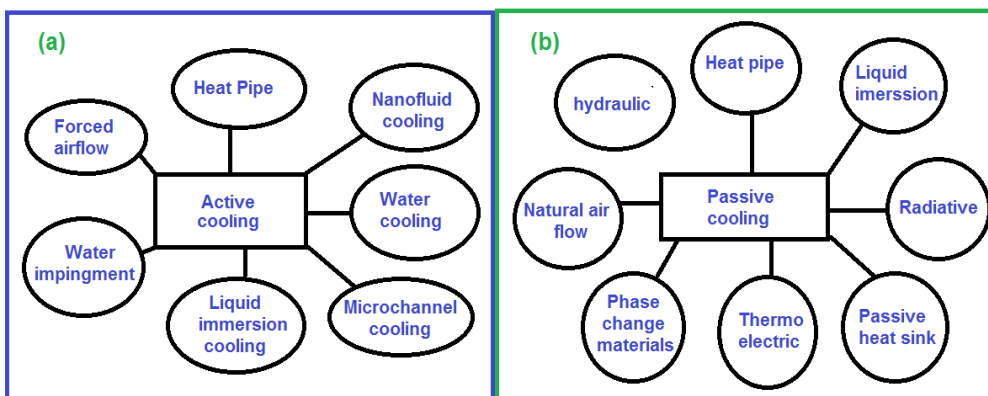 (a)
Heat Pipe
Nanofluid
cooling
Forced
airflow
Active
cooling
Water
cooling
Water
impingment
Liquid
immersion
cooling
Microchannel
cooling
(b)
hydraulic
Heat pipe
Liquid
imerssion
Natural air
flow
Passive
cooling
Radiative
Phase
change
materials
Thermo
electric
Passive
heat sink